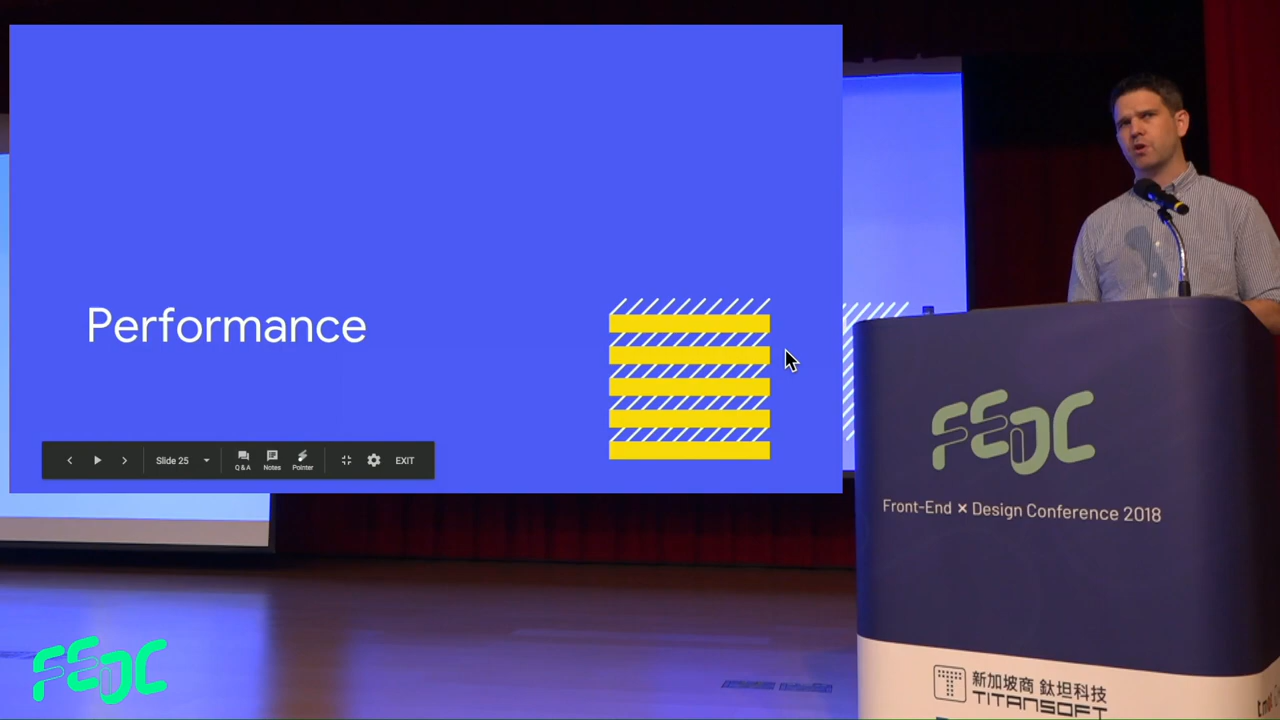 Performance
Slide 25
Q&A
Notes
Pointer
EXIT
FEDC
Front-End × Design Conference 2018
新加坡商 鈦坦科技
TITANSOFT
FEDC